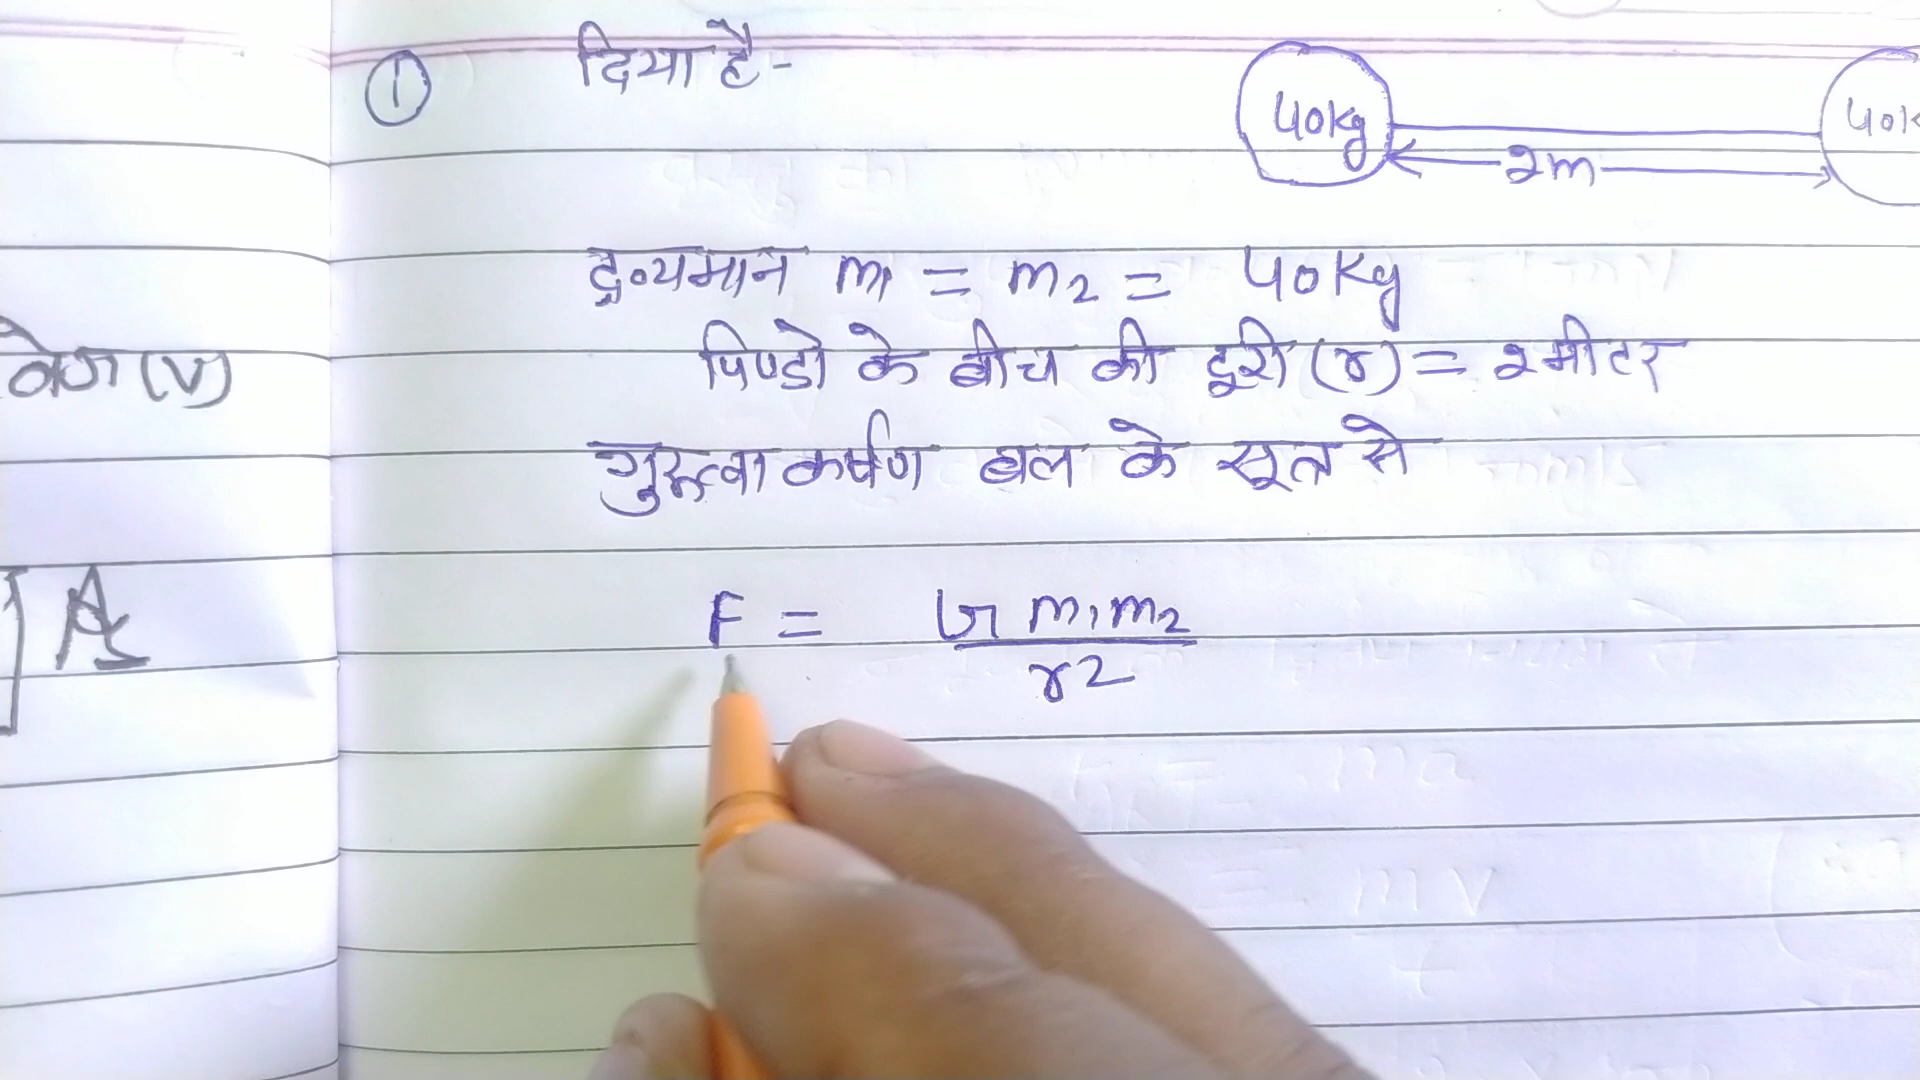 ① दिया है-
40kg
2m
40k
द्रव्यमान m1 = m2 = 40kg
पिण्डो के बीच की दूरी (r) = 2 मीटर
गुरुत्वाकर्षण बल के सूत्र से
F = G m1m2
r2
वेग (v)